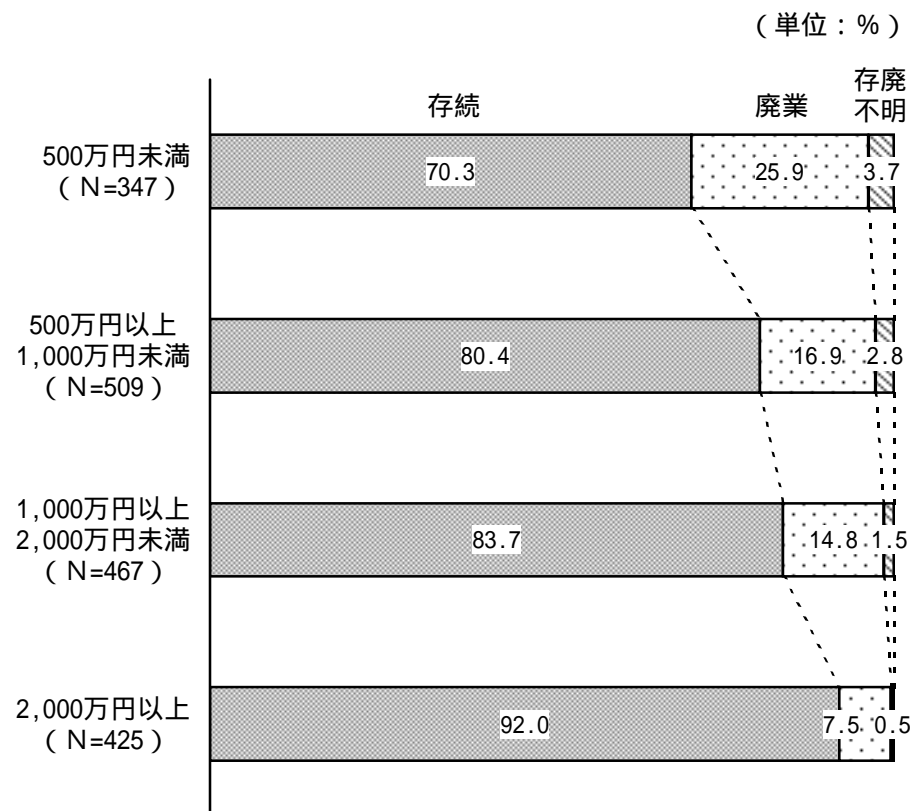 （単位：％）
存続
廃業
存廃
不明
500万円未満
（Ｎ=347）
70.3
25.9
3.7
500万円以上
1,000万円未満
（Ｎ=509）
80.4
16.9
2.8
1,000万円以上
2,000万円未満
（Ｎ=467）
83.7
14.8
1.5
2,000万円以上
（Ｎ=425）
92.0
7.5
0.5